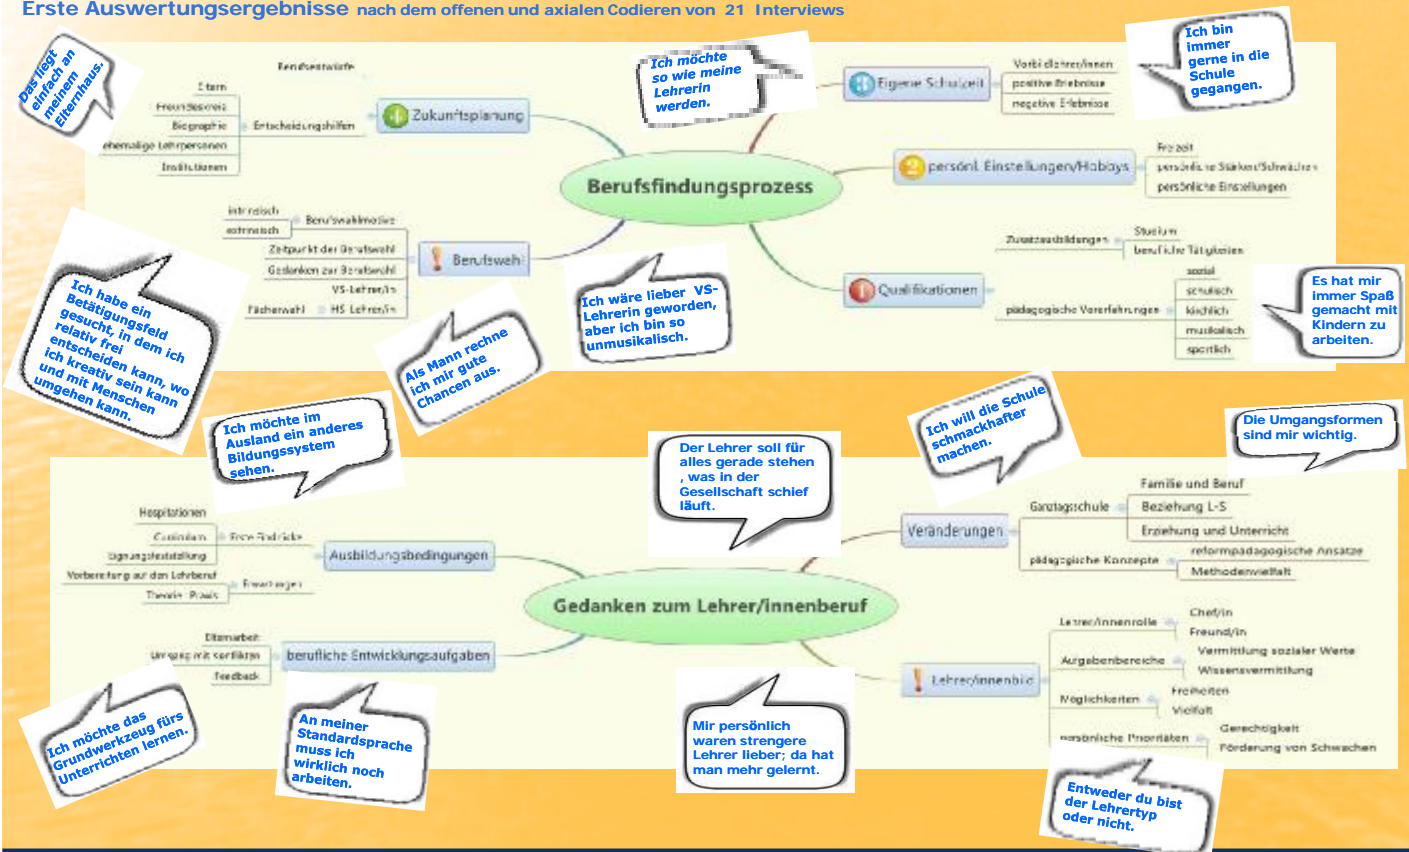 Erste Auswertungsergebnisse nach dem offenen und axialen Codieren von 21 Interviews
Das liegt
einfach an
meinem
Elternhaus.
Berufsentwürfe
Eltern
Freundeskreis
Biographie
ehemalige Lehrpersonen
Institutionen
Entscheidungshilfen
Zukunftsplanung
Ich möchte
so wie meine
Lehrerin
werden.
Eigene Schulzeit
Vorbildlehrer/innen
positive Erlebnisse
negative Erlebnisse
Ich bin
immer
gerne in die
Schule
gegangen.
Berufsfindungsprozess
persönl. Einstellungen/Hobbys
Freizeit
persönliche Stärken/Schwächen
persönliche Einstellungen
intrinsisch
extrinsisch
Berufswahlmotive
Zeitpunkt der Berufswahl
Gedanken zur Berufswahl
VS-Lehrer/in
Fächerwahl
HS-Lehrer/in
Berufswahl
Qualifikationen
Zusatzausbildungen
Studium
berufliche Tätigkeiten
pädagogische Vorerfahrungen
sozial
schulisch
kirchlich
musikalisch
sportlich
Ich habe ein
Betätigungsfeld
gesucht, in dem ich
relativ frei
entscheiden kann, wo
ich kreativ sein kann
und mit Menschen
umgehen kann.
Als Mann rechne
ich mir gute
Chancen aus.
Ich wäre lieber VS-
Lehrerin geworden,
aber ich bin so
unmusikalisch.
Es hat mir
immer Spaß
gemacht mit
Kindern zu
arbeiten.
Ich möchte im
Ausland ein anderes
Bildungssystem
sehen.
Der Lehrer soll für
alles gerade stehen
, was in der
Gesellschaft schief
läuft.
Ich will die Schule
schmackhafter
machen.
Die Umgangsformen
sind mir wichtig.
Hospitationen
Curriculum
Eignungsfeststellung
Erste Eindrücke
Vorbereitung auf den Lehrberuf
Theorie-Praxis
Erwartungen
Ausbildungsbedingungen
Veränderungen
Ganztagsschule
Familie und Beruf
Beziehung L-S
Erziehung und Unterricht
pädagogische Konzepte
reformpädagogische Ansätze
Methodenvielfalt
Gedanken zum Lehrer/innenberuf
Elternarbeit
Umgang mit Konflikten
Feedback
berufliche Entwicklungsaufgaben
Lehrer/innenbild
Lehrer/innenrolle
Chef/in
Freund/in
Aufgabenbereiche
Vermittlung sozialer Werte
Wissensvermittlung
Möglichkeiten
Freiheiten
Vielfalt
persönliche Prioritäten
Gerechtigkeit
Förderung von Schwachen
Ich möchte das
Grundwerkzeug fürs
Unterrichten lernen.
An meiner
Standardsprache
muss ich
wirklich noch
arbeiten.
Mir persönlich
waren strengere
Lehrer lieber; da hat
man mehr gelernt.
Entweder du bist
der Lehrertyp
oder nicht.